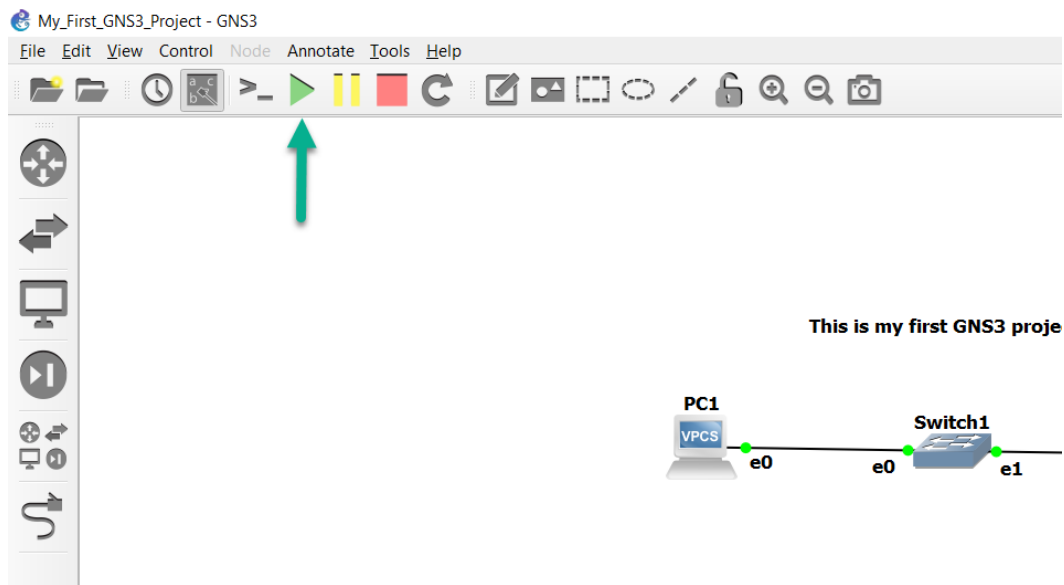 My_First_GNS3_Project - GNS3
File Edit View Control Node Annotate Tools Help
a c
b
>_
This is my first GNS3 proje
PC1
VPCS
Switch1
e0
e0
e1